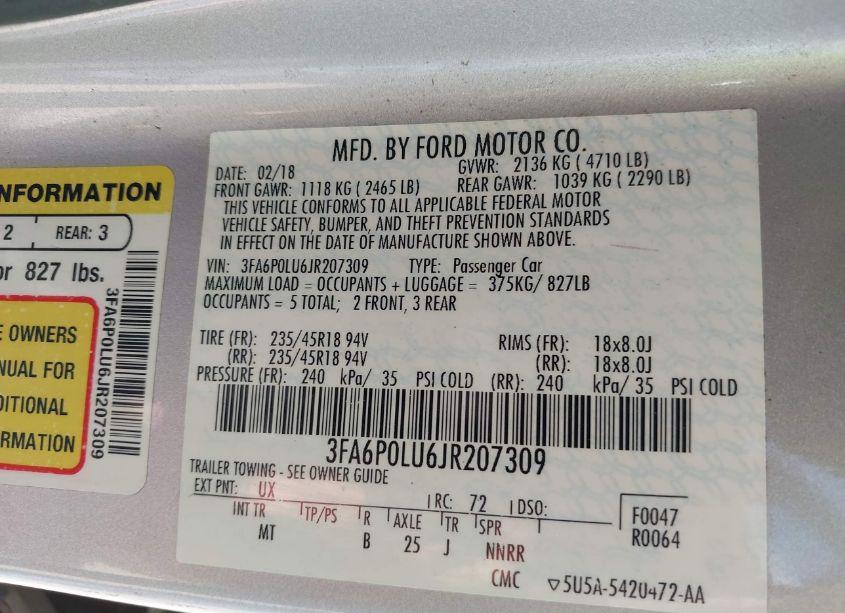 MFD. BY FORD MOTOR CO.
DATE: 02/18 GVWR: 2136 KG ( 4710 LB)
FRONT GAWR: 1118 KG ( 2465 LB) REAR GAWR: 1039 KG ( 2290 LB)
THIS VEHICLE CONFORMS TO ALL APPLICABLE FEDERAL MOTOR
VEHICLE SAFETY, BUMPER, AND THEFT PREVENTION STANDARDS
IN EFFECT ON THE DATE OF MANUFACTURE SHOWN ABOVE.
VIN: 3FA6P0LU6JR207309 TYPE: Passenger Car
MAXIMUM LOAD = OCCUPANTS + LUGGAGE = 375KG/ 827LB
OCCUPANTS = 5 TOTAL; 2 FRONT, 3 REAR
TIRE (FR): 235/45R18 94V RIMS (FR): 18x8.0J
(RR): 235/45R18 94V (RR): 18x8.0J
PRESSURE (FR): 240 kPa/ 35 PSI COLD (RR): 240 kPa/ 35 PSI COLD
3FA6P0LU6JR207309
TRAILER TOWING - SEE OWNER GUIDE
EXT PNT: UX RC: 72 DSO:
INT TR TP/PS R AXLE TR SPR
MT B 25 J NNRR
CMC
F0047
R0064
▽5U5A-5420472-AA
INFORMATION
2 REAR: 3
or 827 lbs.
E OWNERS
ANUAL FOR
DITIONAL
ORMATION
3FA6P0LU6JR207309